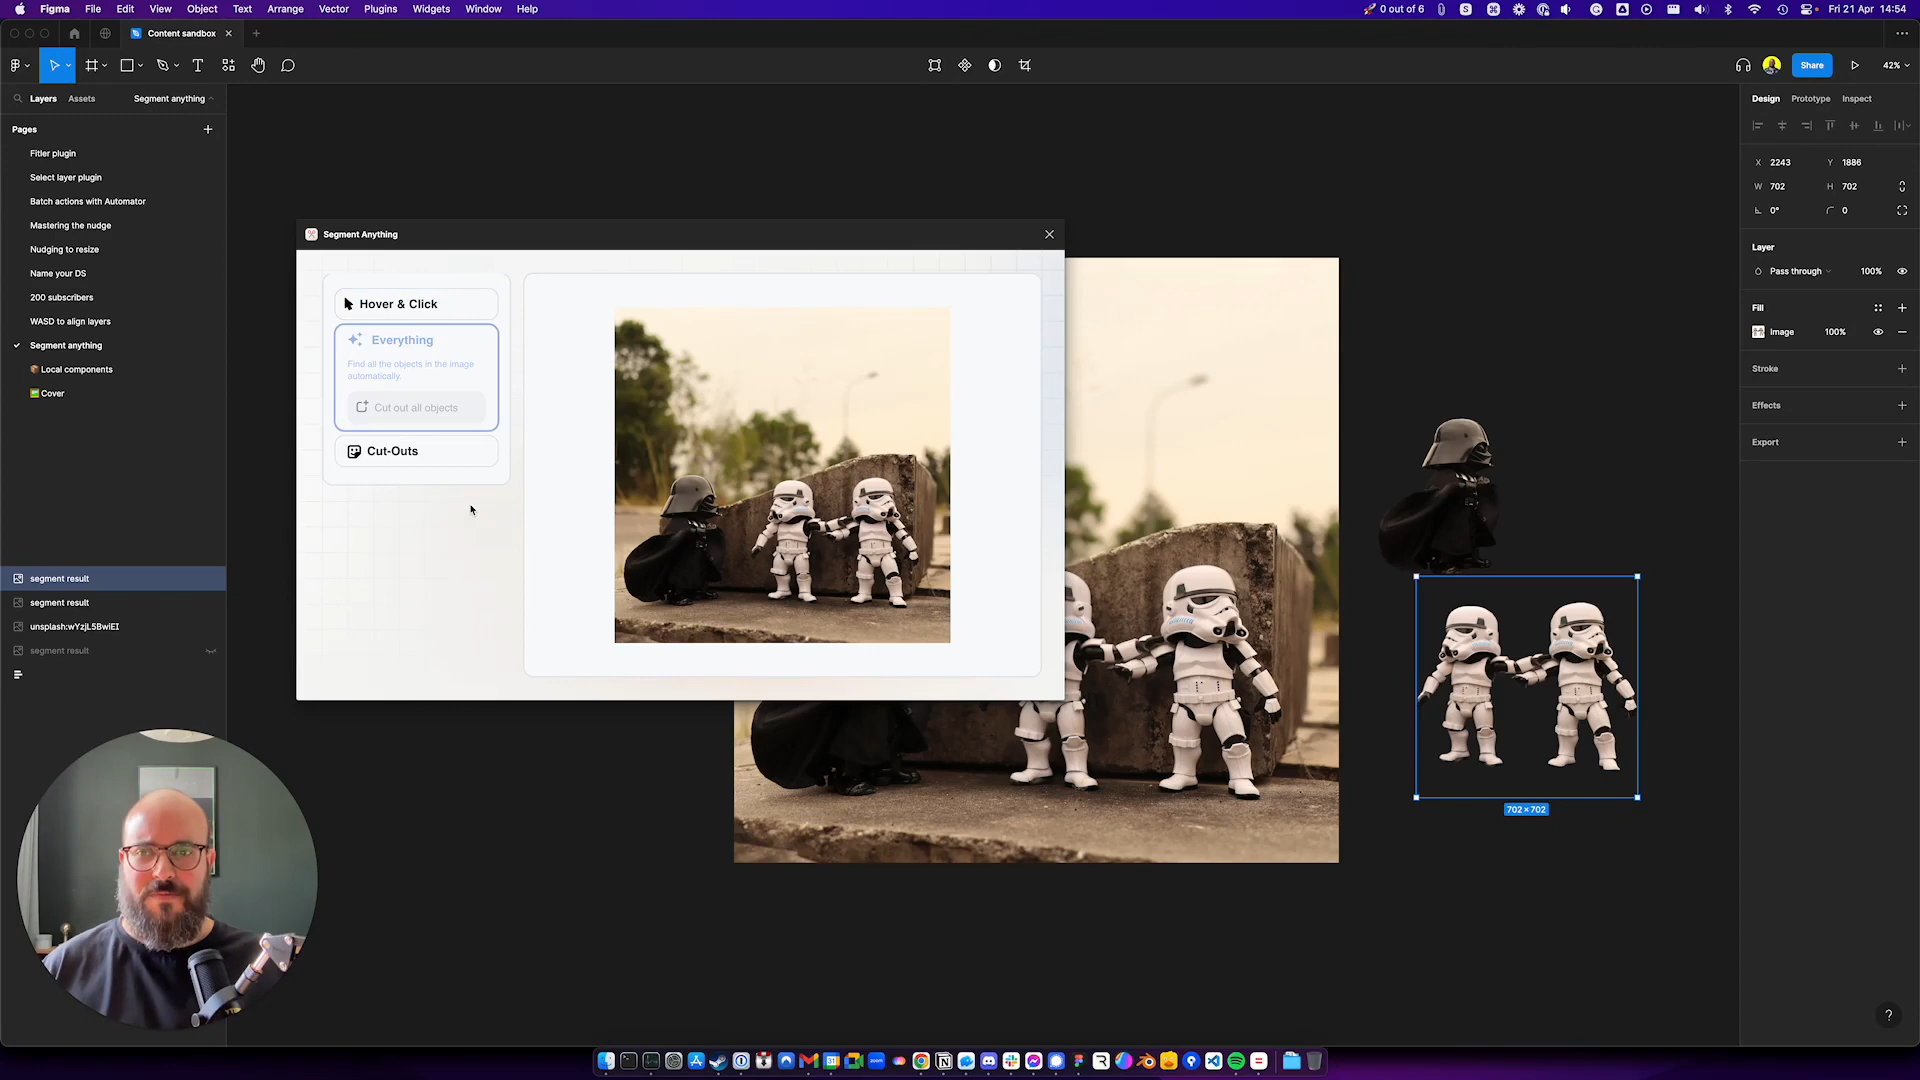 Figma File Edit View Object Text Arrange Vector Plugins Widgets Window Help
0 out of 6
Fri 21 Apr 14:54
Content sandbox
Share
42%
Layers Assets Segment anything
Pages
Fitler plugin
Select layer plugin
Batch actions with Automator
Mastering the nudge
Nudging to resize
Name your DS
200 subscribers
WASD to align layers
Segment anything
Local components
Cover
segment result
segment result
unsplash:wYzjL5BwiEI
segment result
Segment Anything
Hover & Click
Everything
Find all the objects in the image
automatically.
Cut out all objects
Cut-Outs
702 × 702
Design Prototype Inspect
X 2243 Y 1886
W 702 H 702
0° 0
Layer
Pass through 100%
Fill
Image 100%
Stroke
Effects
Export
?